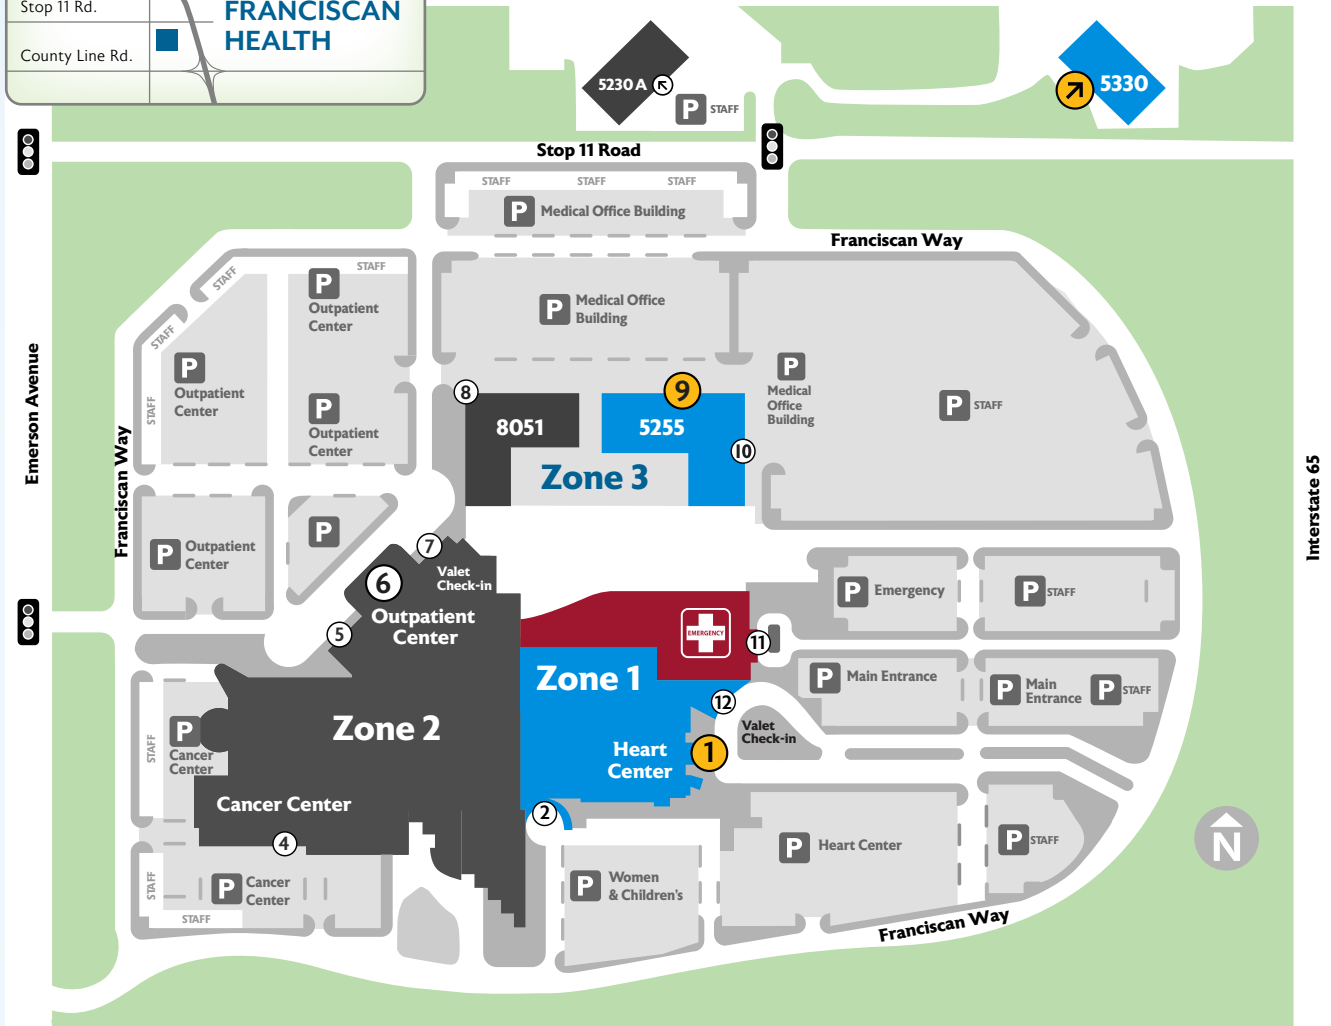 Stop 11 Rd.
FRANCISCAN
HEALTH
County Line Rd.
5230 A
P STAFF
5330
Stop 11 Road
STAFF STAFF STAFF
P Medical Office Building
Franciscan Way
STAFF
STAFF
P
Outpatient
Center
P
Medical Office
Building
STAFF
P
Outpatient
Center
STAFF
P
Outpatient
Center
P
Medical
Office
Building
P STAFF
Emerson Avenue
Franciscan Way
Interstate 65
8
9
8051
5255
10
Zone 3
P
Outpatient
Center
P
7
Valet
Check-in
6
Outpatient
Center
5
EMERGENCY
11
P Emergency
P STAFF
Zone 1
12
P Main Entrance
P
Main
Entrance
P STAFF
STAFF
P
Cancer
Center
Zone 2
Heart
Center
1
Valet
Check-in
Cancer Center
2
4
P Heart Center
P STAFF
STAFF
P
Cancer
Center
STAFF
P
Women
& Children's
Franciscan Way
N